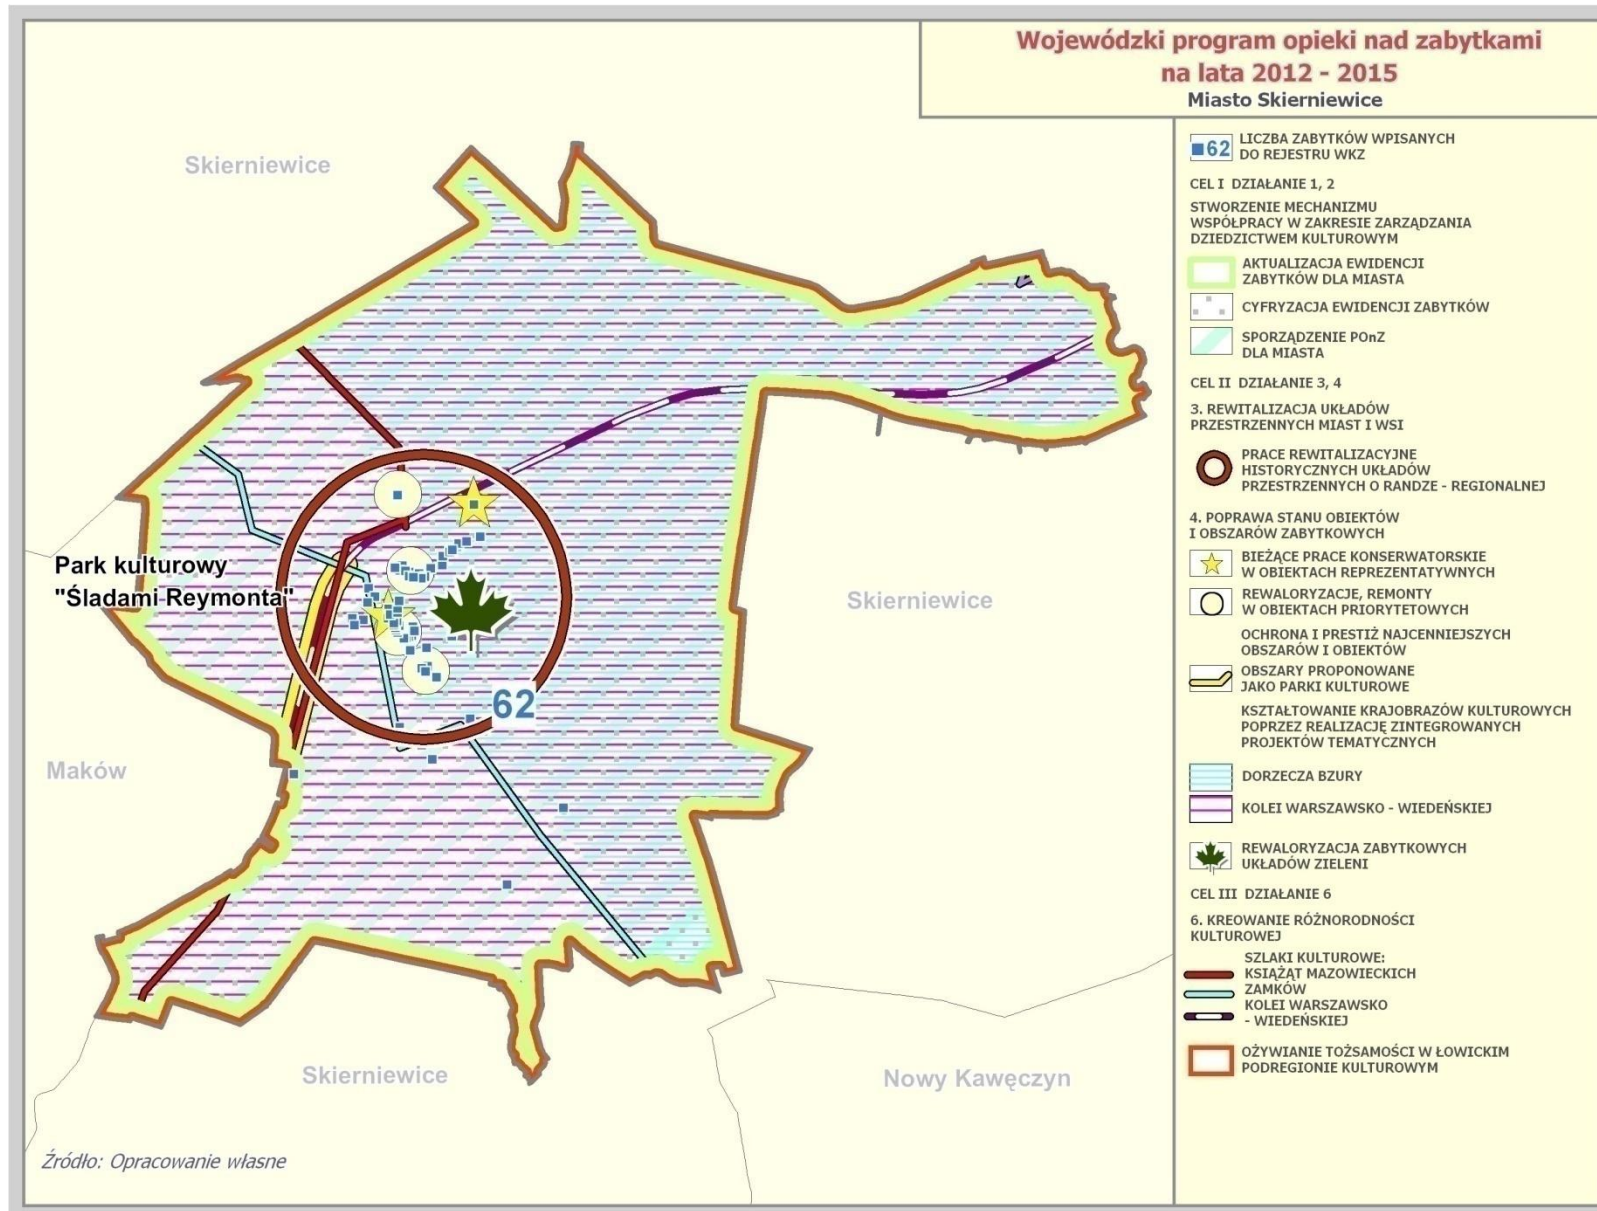 Wojewódzki program opieki nad zabytkami
na lata 2012 - 2015
Miasto Skierniewice
Skierniewice
Park kulturowy
"Śladami Reymonta"
Skierniewice
62
Maków
Skierniewice
Nowy Kawęczyn
Źródło: Opracowanie własne
62 LICZBA ZABYTKÓW WPISANYCH
DO REJESTRU WKZ
CEL I DZIAŁANIE 1, 2
STWORZENIE MECHANIZMU
WSPÓŁPRACY W ZAKRESIE ZARZĄDZANIA
DZIEDZICTWEM KULTUROWYM
AKTUALIZACJA EWIDENCJI
ZABYTKÓW DLA MIASTA
CYFRYZACJA EWIDENCJI ZABYTKÓW
SPORZĄDZENIE POnZ
DLA MIASTA
CEL II DZIAŁANIE 3, 4
3. REWITALIZACJA UKŁADÓW
PRZESTRZENNYCH MIAST I WSI
PRACE REWITALIZACYJNE
HISTORYCZNYCH UKŁADÓW
PRZESTRZENNYCH O RANDZE - REGIONALNEJ
4. POPRAWA STANU OBIEKTÓW
I OBSZARÓW ZABYTKOWYCH
BIEŻĄCE PRACE KONSERWATORSKIE
W OBIEKTACH REPREZENTATYWNYCH
REWALORYZACJE, REMONTY
W OBIEKTACH PRIORYTETOWYCH
OCHRONA I PRESTIŻ NAJCENNIEJSZYCH
OBSZARÓW I OBIEKTÓW
OBSZARY PROPONOWANE
JAKO PARKI KULTUROWE
KSZTAŁTOWANIE KRAJOBRAZÓW KULTUROWYCH
POPRZEZ REALIZACJĘ ZINTEGROWANYCH
PROJEKTÓW TEMATYCZNYCH
DORZECZA BZURY
KOLEI WARSZAWSKO - WIEDEŃSKIEJ
REWALORYZACJA ZABYTKOWYCH
UKŁADÓW ZIELENI
CEL III DZIAŁANIE 6
6. KREOWANIE RÓŻNORODNOŚCI
KULTUROWEJ
SZLAKI KULTUROWE:
KSIĄŻĄT MAZOWIECKICH
ZAMKÓW
KOLEI WARSZAWSKO
- WIEDEŃSKIEJ
OŻYWIANIE TOŻSAMOŚCI W ŁOWICKIM
PODREGIONIE KULTUROWYM